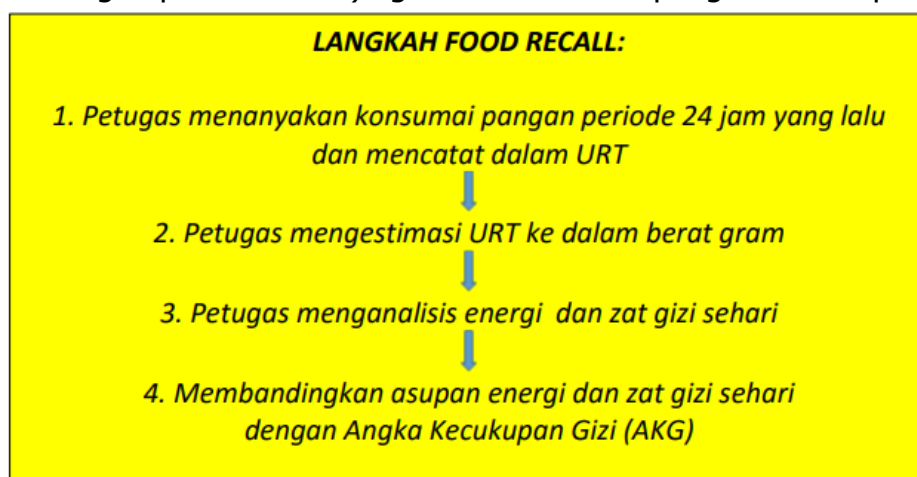 LANGKAH FOOD RECALL:
1. Petugas menanyakan konsumai pangan periode 24 jam yang lalu
dan mencatat dalam URT
2. Petugas mengestimasi URT ke dalam berat gram
3. Petugas menganalisis energi dan zat gizi sehari
4. Membandingkan asupan energi dan zat gizi sehari
dengan Angka Kecukupan Gizi (AKG)